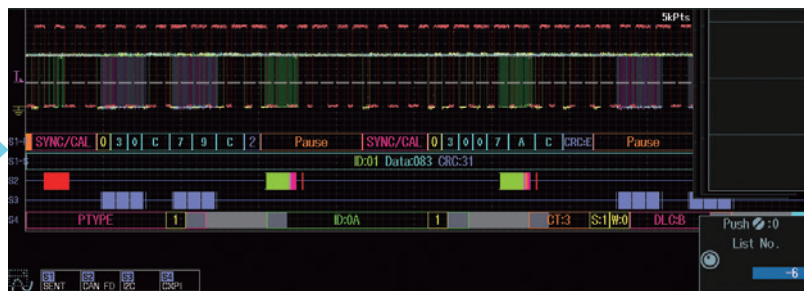 5kPts
T
S1-F SYNC/CAL 0 3 0 C 7 9 C 2 Pause SYNC/CAL 0 3 0 0 7 A C CRC:E Pause
S1-S ID:01 Data:083 CRC:31
S2
S3
S4 PTYPE 1 ID:0A 1 CT:3 S:1 W:0 DLC:B
Push :0
List No.
-6
S1 S2 S3 S4
SENT CAN FD I2C CXPI